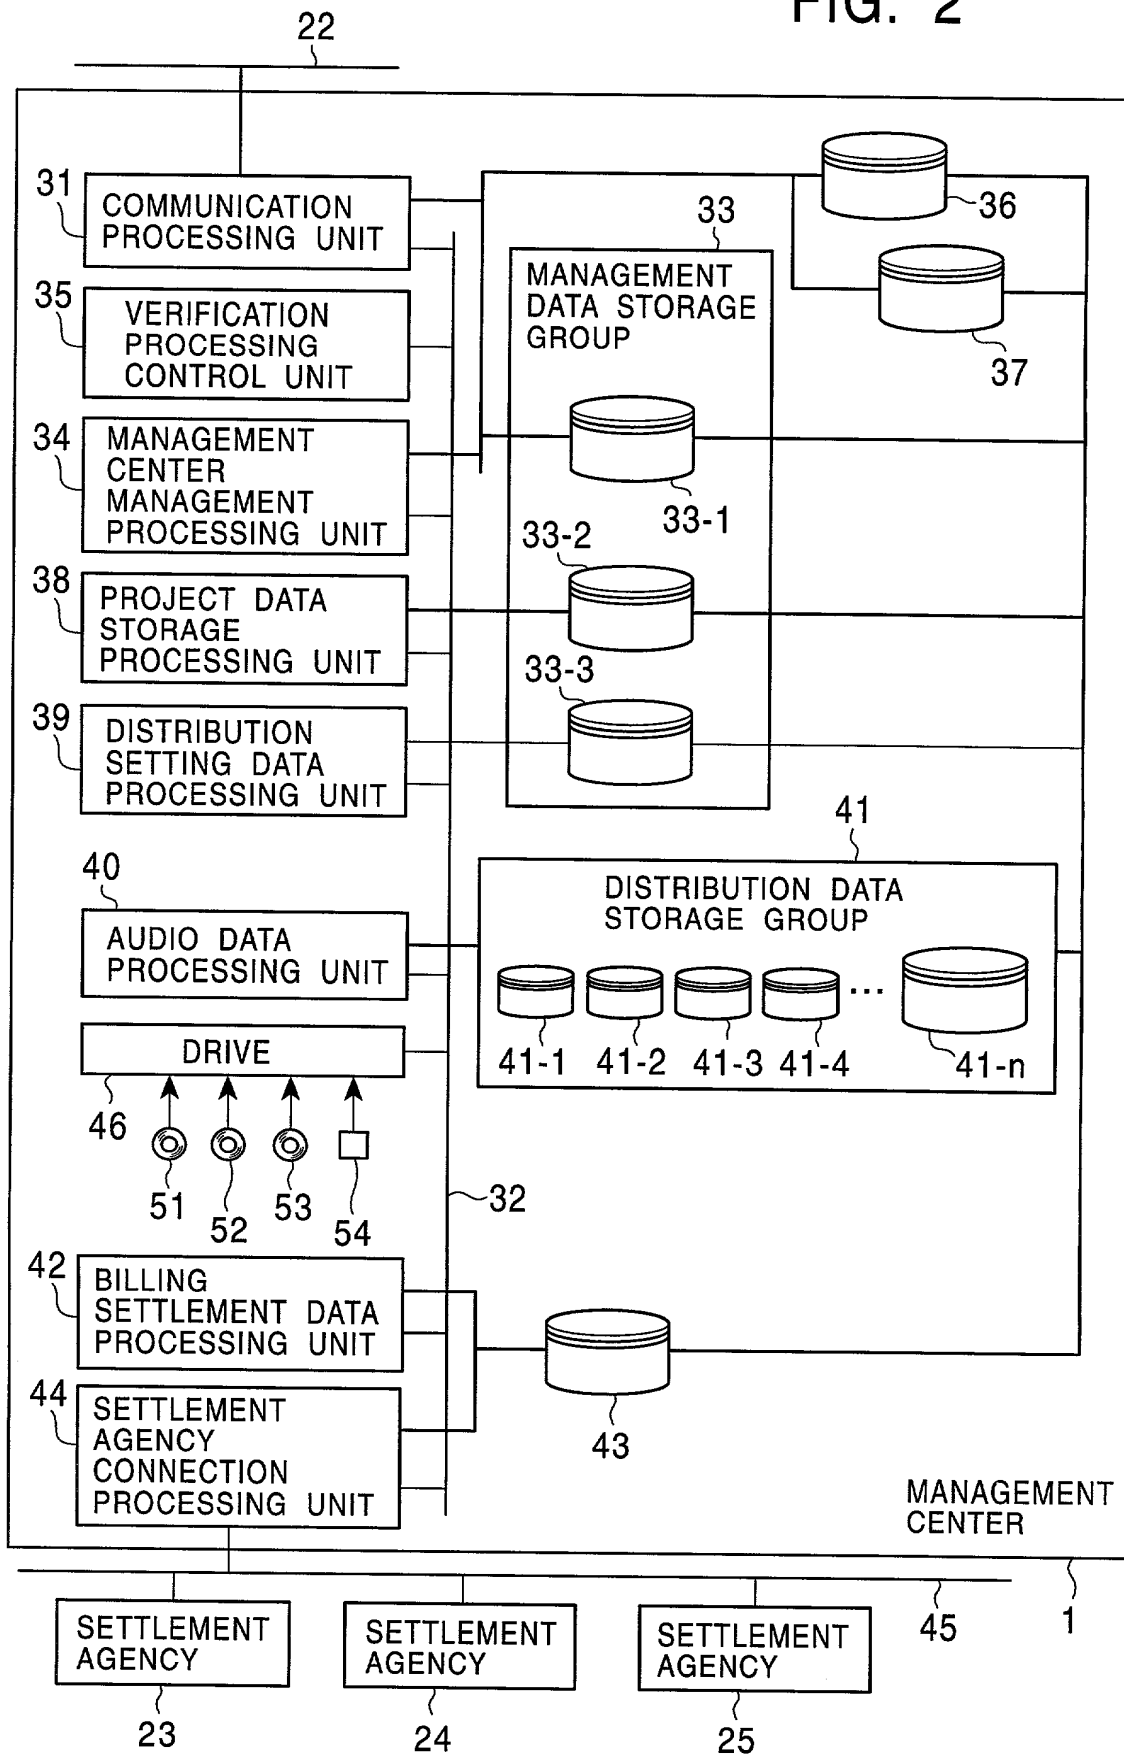 FIG. 2
22
31
COMMUNICATION
PROCESSING UNIT
36
33
MANAGEMENT
DATA STORAGE
GROUP
35
VERIFICATION
PROCESSING
CONTROL UNIT
37
34
MANAGEMENT
CENTER
MANAGEMENT
PROCESSING UNIT
33-1
33-2
38
PROJECT DATA
STORAGE
PROCESSING UNIT
33-3
39
DISTRIBUTION
SETTING DATA
PROCESSING UNIT
41
40
DISTRIBUTION DATA
STORAGE GROUP
AUDIO DATA
PROCESSING UNIT
...
41-1
41-2
41-3
41-4
41-n
DRIVE
46
51
52
53
54
32
42
BILLING
SETTLEMENT DATA
PROCESSING UNIT
43
44
SETTLEMENT
AGENCY
CONNECTION
PROCESSING UNIT
MANAGEMENT
CENTER
1
45
SETTLEMENT
AGENCY
SETTLEMENT
AGENCY
SETTLEMENT
AGENCY
23
24
25